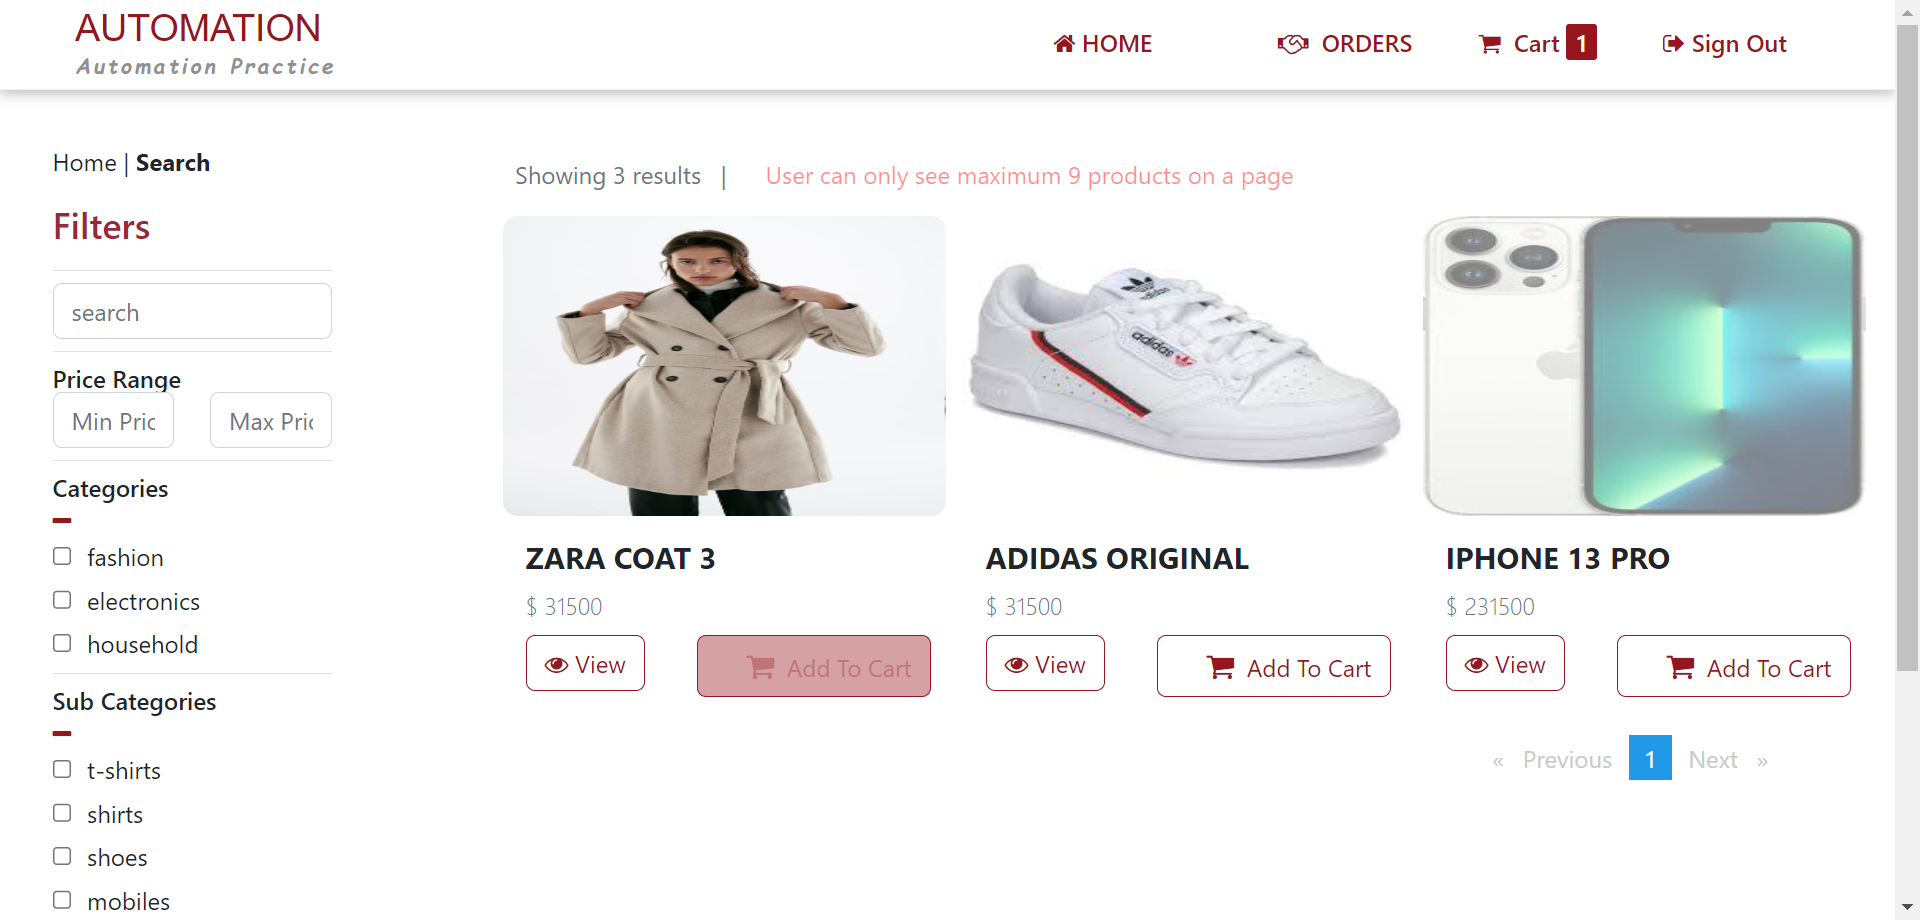 AUTOMATION
Automation Practice
HOME
ORDERS
Cart 1
Sign Out
Home | Search
Filters
search
Price Range
Min Pric
Max Pric
Categories
fashion
electronics
household
Sub Categories
t-shirts
shirts
shoes
mobiles
Showing 3 results |
User can only see maximum 9 products on a page
adidas
adidas
ZARA COAT 3
$ 31500
View
Add To Cart
ADIDAS ORIGINAL
$ 31500
View
Add To Cart
IPHONE 13 PRO
$ 231500
View
Add To Cart
« Previous 1 Next »